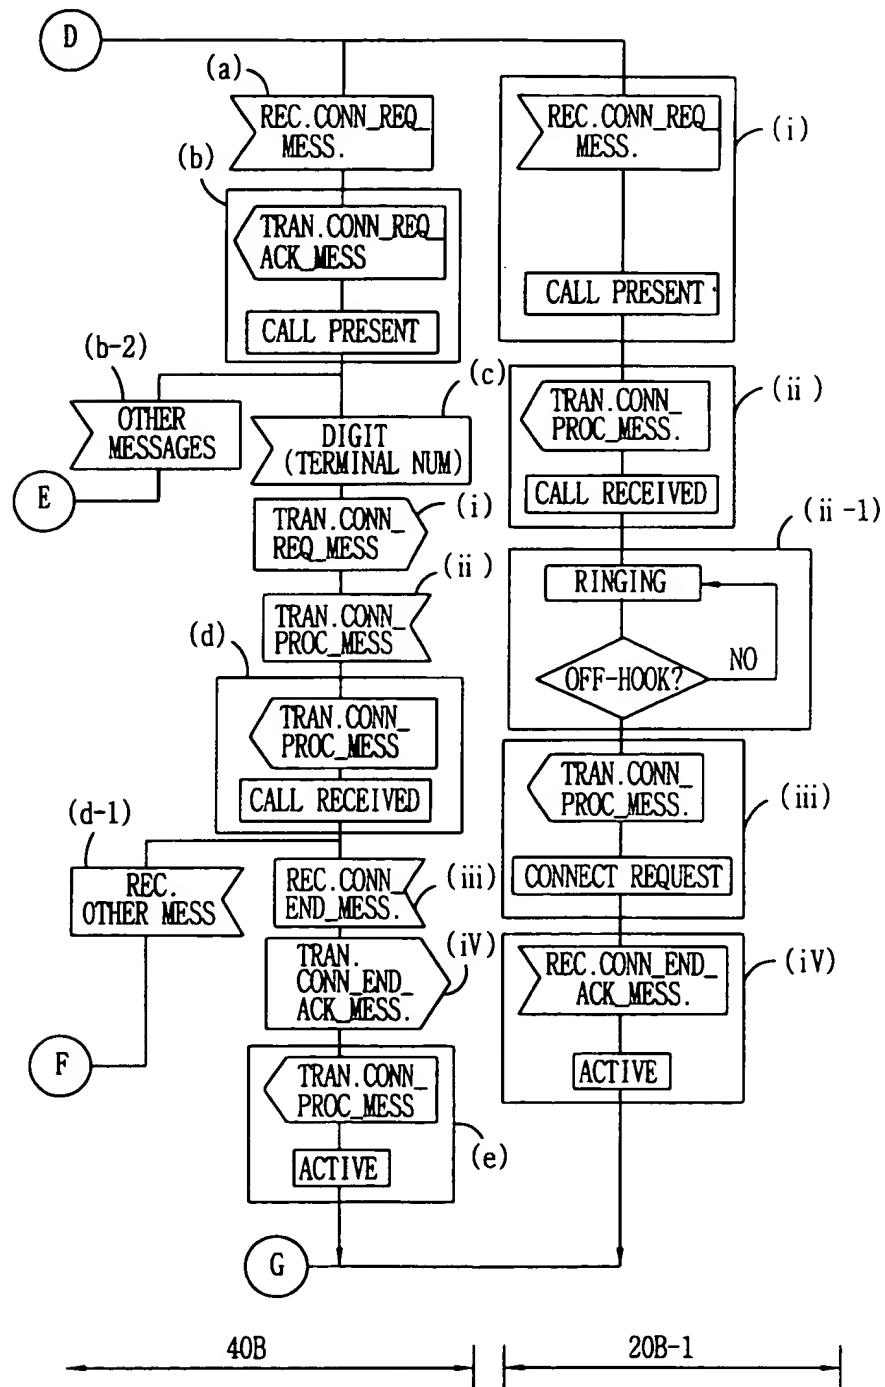 D
(a)
REC.CONN_REQ_
MESS.
(b)
TRAN.CONN_REQ_
ACK_MESS
CALL PRESENT
(b-2)
OTHER
MESSAGES
E
(c)
DIGIT
(TERMINAL NUM)
TRAN.CONN_
REQ_MESS
(i)
TRAN.CONN_
PROC_MESS
(ii)
(d)
TRAN.CONN_
PROC_MESS
CALL RECEIVED
(d-1)
REC.
OTHER MESS
F
REC.CONN_
END_MESS.
(iii)
TRAN.
CONN_END_
ACK_MESS.
(iV)
TRAN.CONN_
PROC_MESS
ACTIVE
(e)
G
REC.CONN_REQ_
MESS.
CALL PRESENT
(i)
TRAN.CONN_
PROC_MESS.
CALL RECEIVED
(ii)
(ii-1)
RINGING
OFF-HOOK?
NO
TRAN.CONN_
PROC_MESS.
CONNECT REQUEST
(iii)
REC.CONN_END_
ACK_MESS.
ACTIVE
(iV)
40B
20B-1